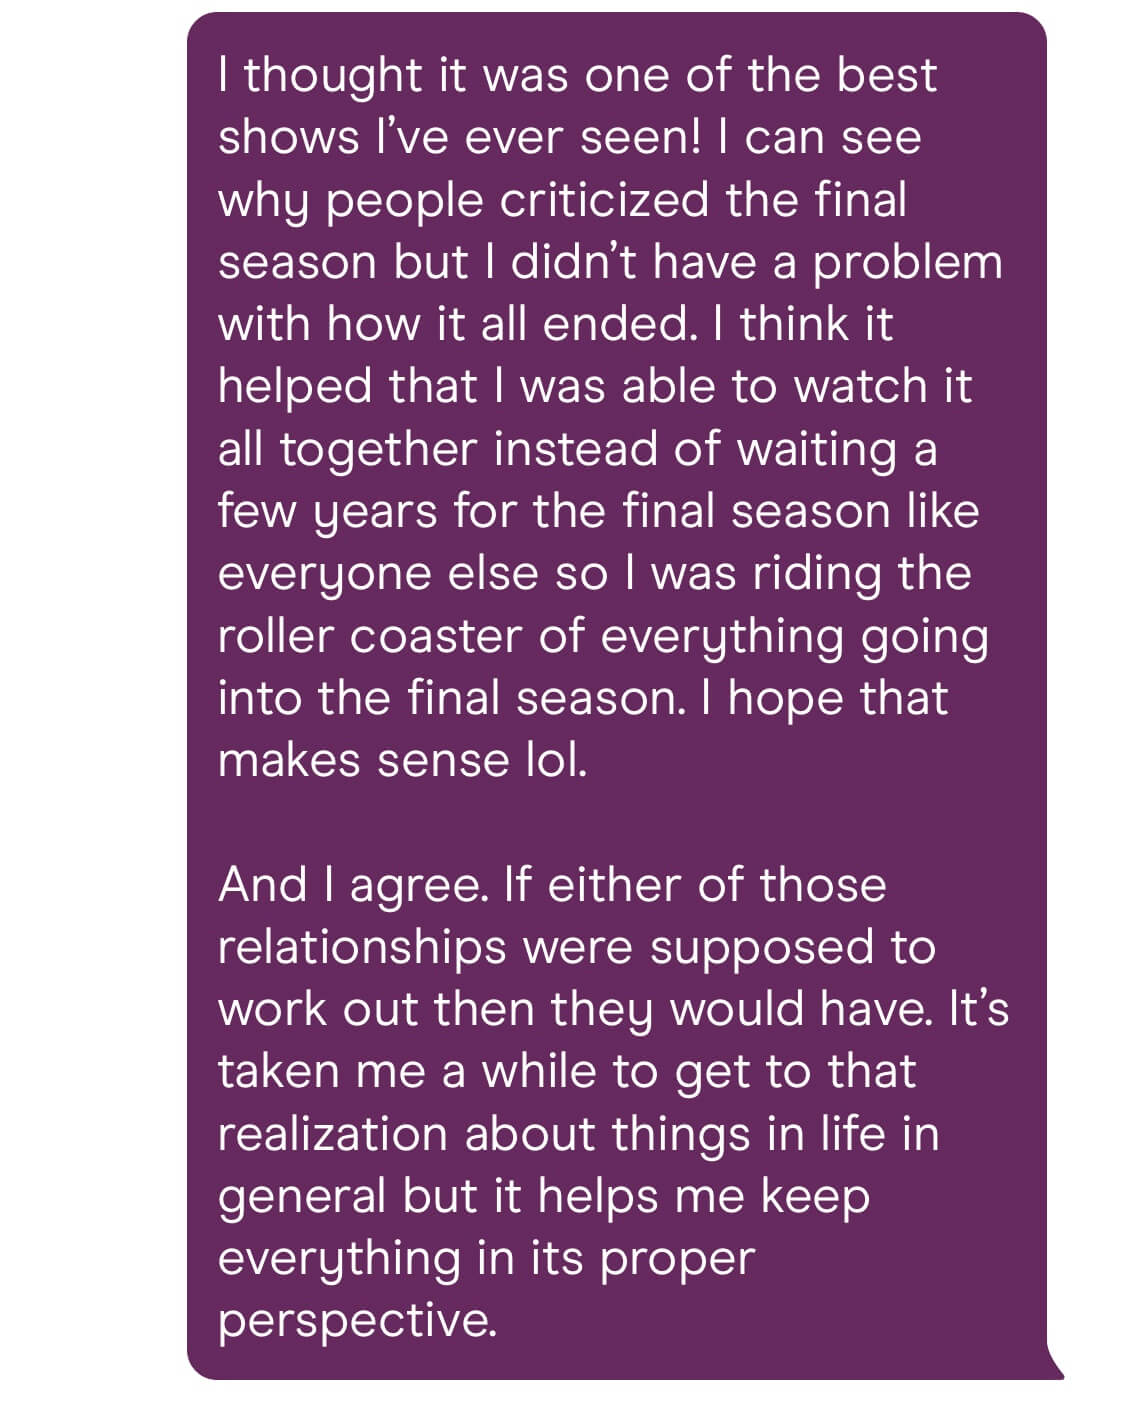 I thought it was one of the best
shows I’ve ever seen! I can see
why people criticized the final
season but I didn’t have a problem
with how it all ended. I think it
helped that I was able to watch it
all together instead of waiting a
few years for the final season like
everyone else so I was riding the
roller coaster of everything going
into the final season. I hope that
makes sense lol.

And I agree. If either of those
relationships were supposed to
work out then they would have. It’s
taken me a while to get to that
realization about things in life in
general but it helps me keep
everything in its proper
perspective.